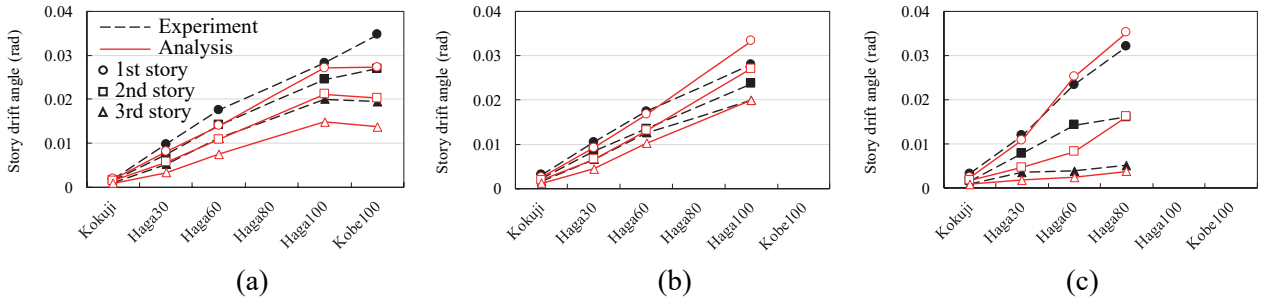 Story drift angle (rad)
0.04
0.03
0.02
0.01
0
Experiment
Analysis
1st story
2nd story
3rd story
Kokuji
Haga30
Haga60
Haga80
Haga100
Kobe100
(a)
Story drift angle (rad)
0.04
0.03
0.02
0.01
0
Kokuji
Haga30
Haga60
Haga80
Haga100
Kobe100
(b)
Story drift angle (rad)
0.04
0.03
0.02
0.01
0
Kokuji
Haga30
Haga60
Haga80
Haga100
Kobe100
(c)